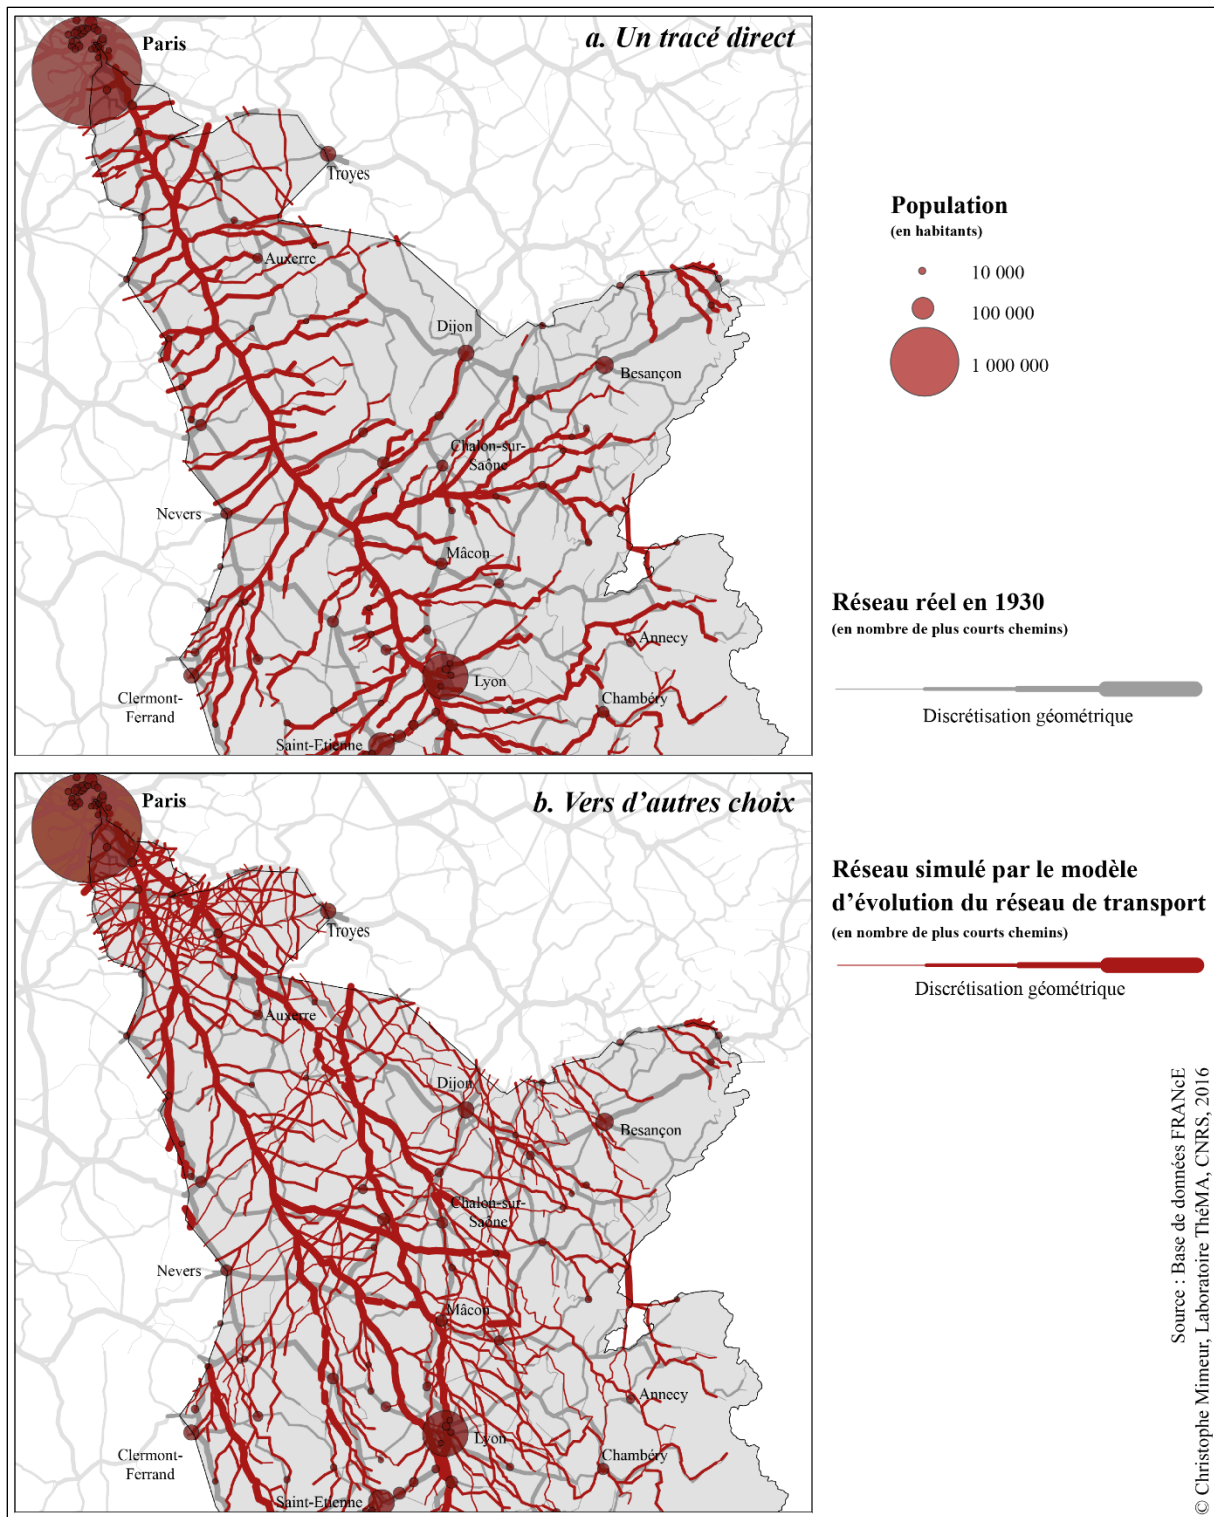 a. Un tracé direct
Paris
Troyes
Auxerre
Dijon
Besançon
Chalon-sur-
Saône
Nevers
Mâcon
Annecy
Lyon
Clermont-
Ferrand
Chambéry
Saint-Etienne
Population
(en habitants)
10 000
100 000
1 000 000
Réseau réel en 1930
(en nombre de plus courts chemins)
Discrétisation géométrique
b. Vers d'autres choix
Paris
Troyes
Auxerre
Dijon
Besançon
Chalon-sur-
Saône
Nevers
Mâcon
Annecy
Lyon
Clermont-
Ferrand
Chambéry
Saint-Etienne
Réseau simulé par le modèle
d'évolution du réseau de transport
(en nombre de plus courts chemins)
Discrétisation géométrique
Source : Base de données FRANcE
© Christophe Mimeur, Laboratoire TheMA, CNRS, 2016